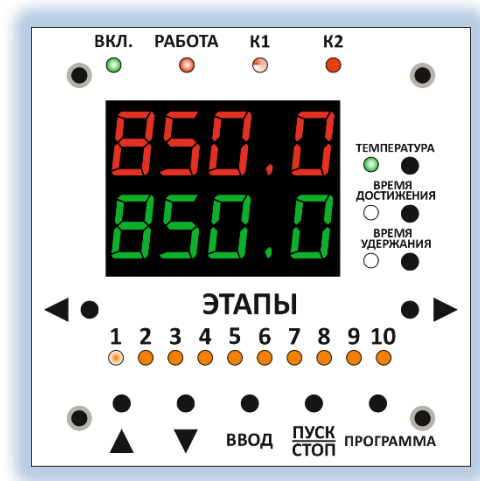 ВКЛ. РАБОТА К1 К2
850.0
850.0
ТЕМПЕРАТУРА
ВРЕМЯ
ДОСТИЖЕНИЯ
ВРЕМЯ
УДЕРЖАНИЯ
ЭТАПЫ
1 2 3 4 5 6 7 8 9 10
ВВОД ПУСК
СТОП ПРОГРАММА